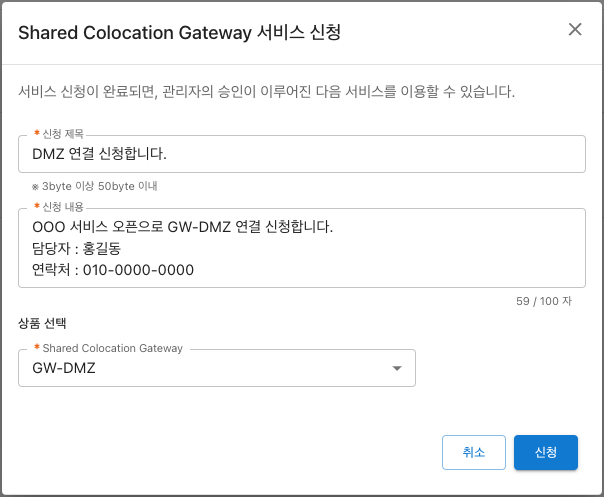 Shared Colocation Gateway 서비스 신청
서비스 신청이 완료되면, 관리자의 승인이 이루어진 다음 서비스를 이용할 수 있습니다.
* 신청 제목
DMZ 연결 신청합니다.
※ 3byte 이상 50byte 이내
* 신청 내용
OOO 서비스 오픈으로 GW-DMZ 연결 신청합니다.
담당자 : 홍길동
연락처 : 010-0000-0000
59 / 100 자
상품 선택
* Shared Colocation Gateway
GW-DMZ
취소
신청